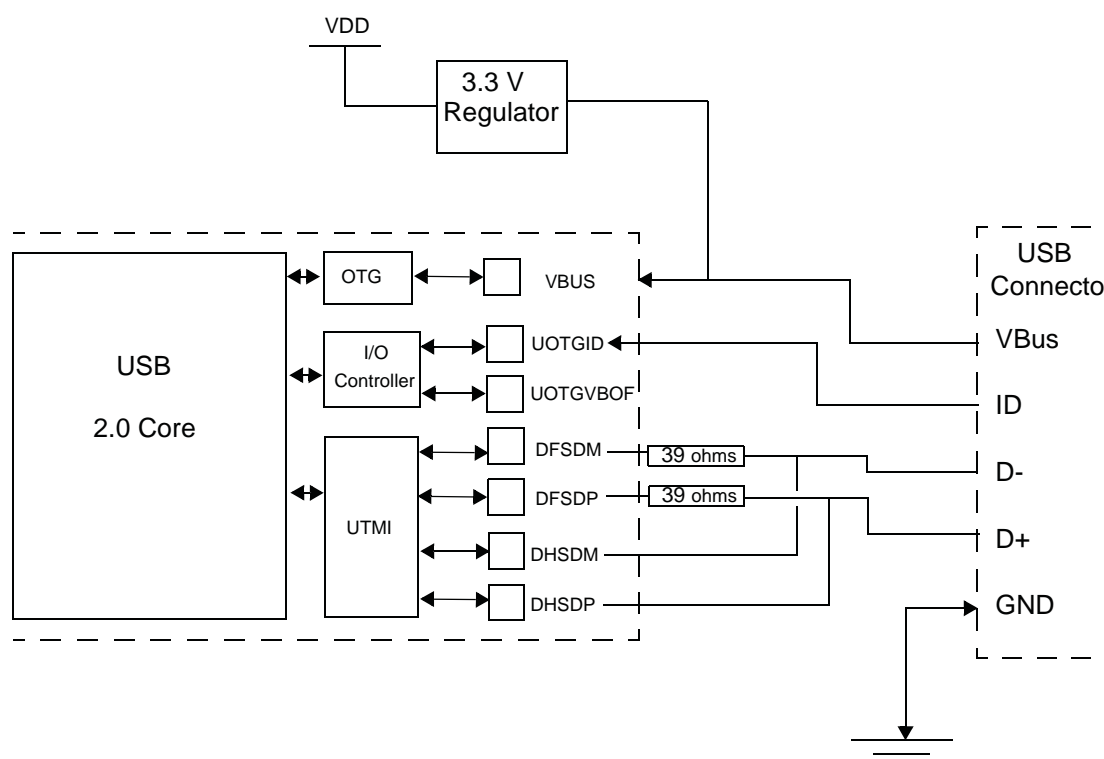 VDD
3.3 V
Regulator
USB
2.0 Core
OTG
I/O
Controller
UTMI
VBUS
UOTGID
UOTGVBOF
DFSDM
DFSDP
DHSDM
DHSDP
39 ohms
39 ohms
USB
Connecto
VBus
ID
D-
D+
GND